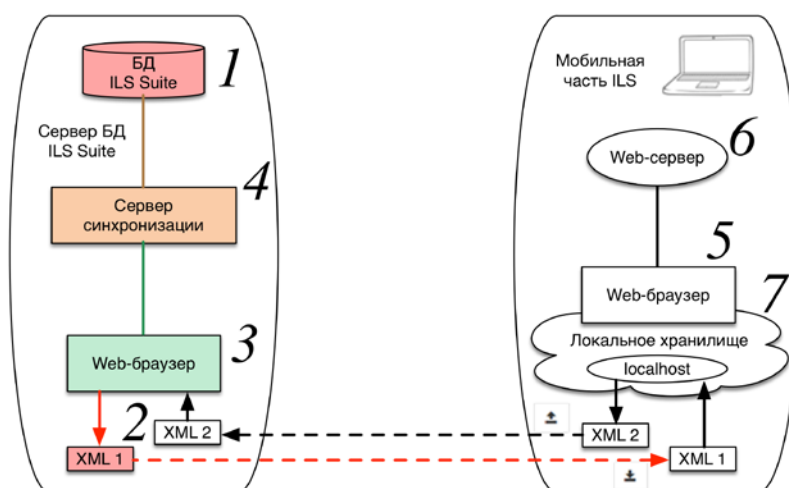 БД
ILS Suite
1
Сервер БД
ILS Suite
4
Сервер
синхронизации
3
Web-браузер
2
XML 2
XML 1
Мобильная
часть ILS
6
Web-сервер
5
7
Web-браузер
Локальное хранилище
localhost
XML 2
XML 1